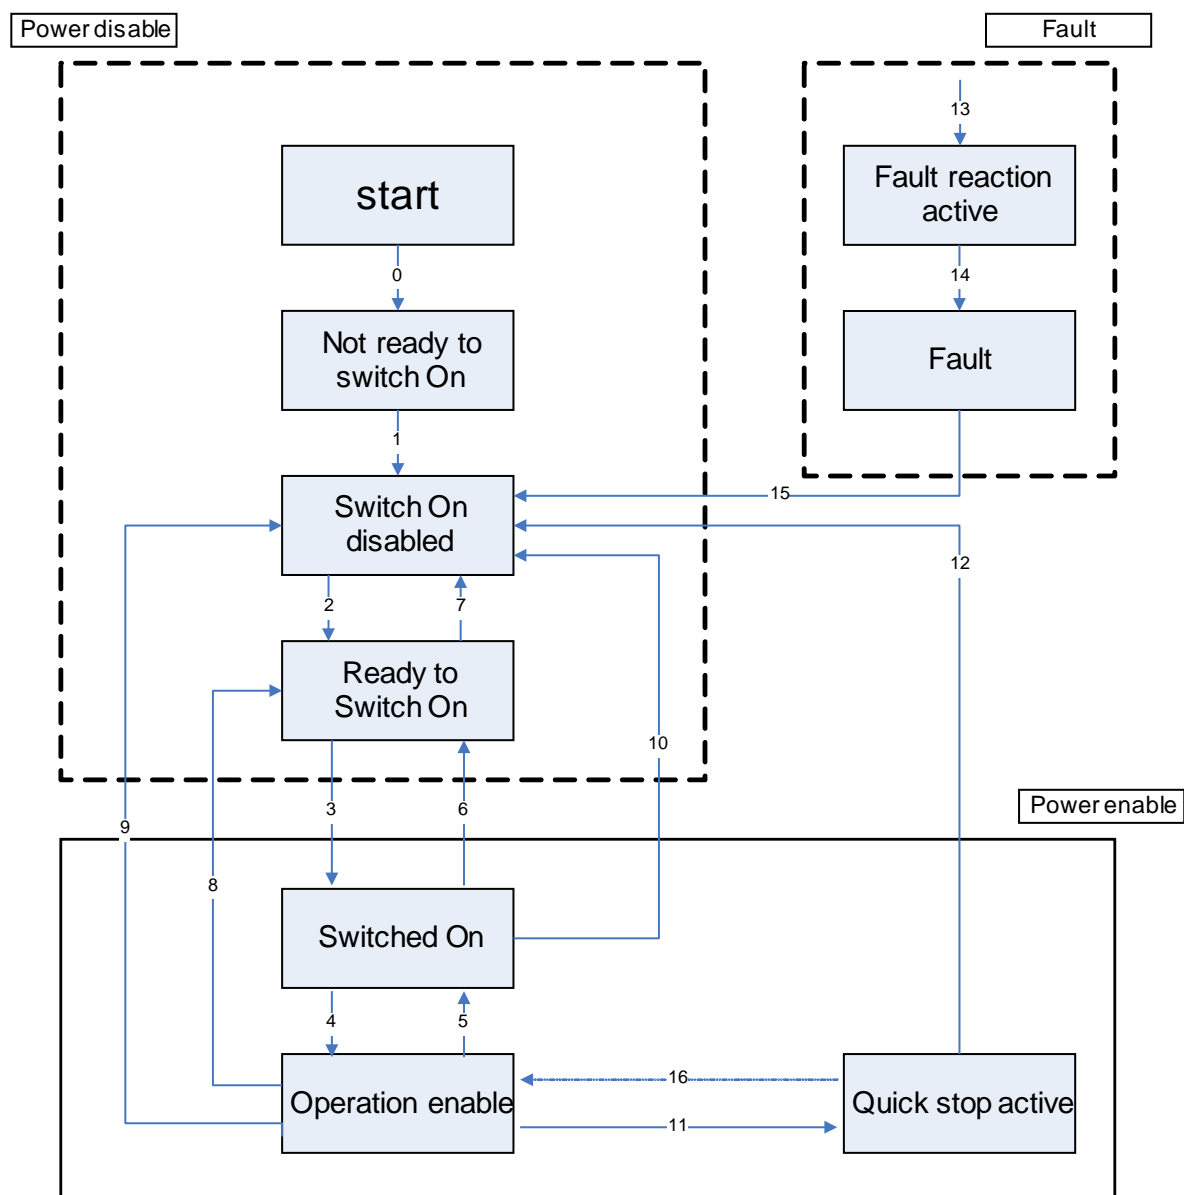 Power disable
Fault
13
start
Fault reaction
active
0
14
Not ready to
switch On
Fault
1
15
Switch On
disabled
12
2
7
Ready to
Switch On
10
3
6
Power enable
9
8
Switched On
4
5
16
Operation enable
Quick stop active
11